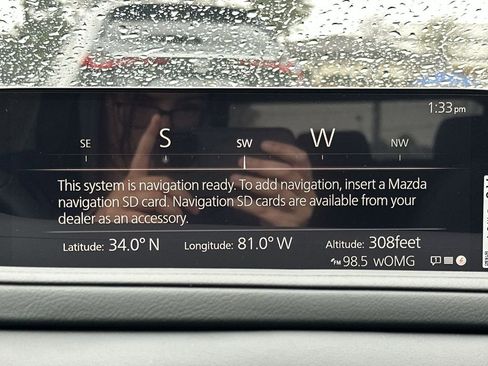 1:33 pm
SE S SW W NW
This system is navigation ready. To add navigation, insert a Mazda
navigation SD card. Navigation SD cards are available from your
dealer as an accessory.
Latitude: 34.0° N Longitude: 81.0° W Altitude: 308feet
FM 98.5 wOMG